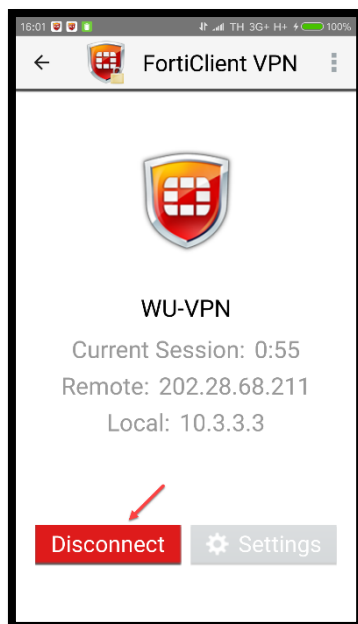 16:01 TH 3G+ H+ 100%
FortiClient VPN
WU-VPN
Current Session: 0:55
Remote: 202.28.68.211
Local: 10.3.3.3
Disconnect Settings